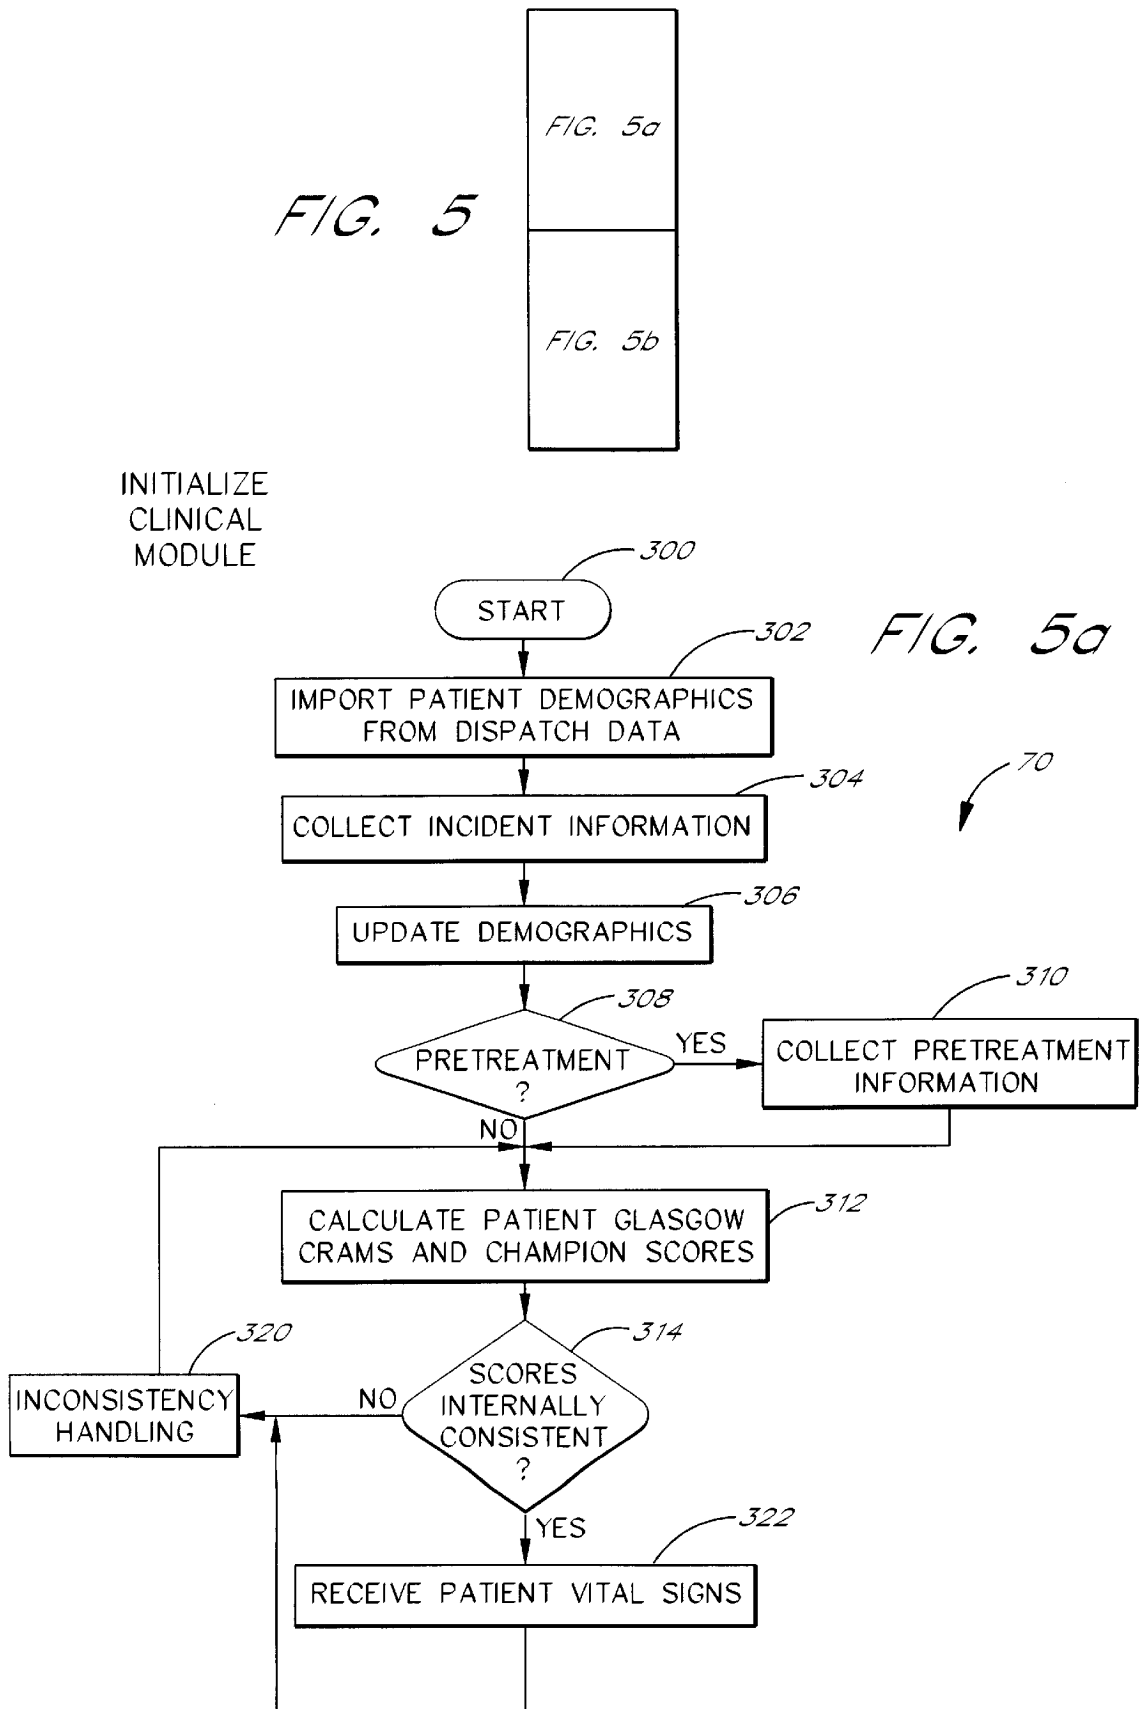 FIG. 5a
FIG. 5
FIG. 5b
INITIALIZE
CLINICAL
MODULE
300
START
FIG. 5a
302
IMPORT PATIENT DEMOGRAPHICS
FROM DISPATCH DATA
70
304
COLLECT INCIDENT INFORMATION
306
UPDATE DEMOGRAPHICS
308
310
PRETREATMENT
?
YES
COLLECT PRETREATMENT
INFORMATION
NO
312
CALCULATE PATIENT GLASGOW
CRAMS AND CHAMPION SCORES
314
320
SCORES
INTERNALLY
CONSISTENT
?
NO
INCONSISTENCY
HANDLING
YES
322
RECEIVE PATIENT VITAL SIGNS